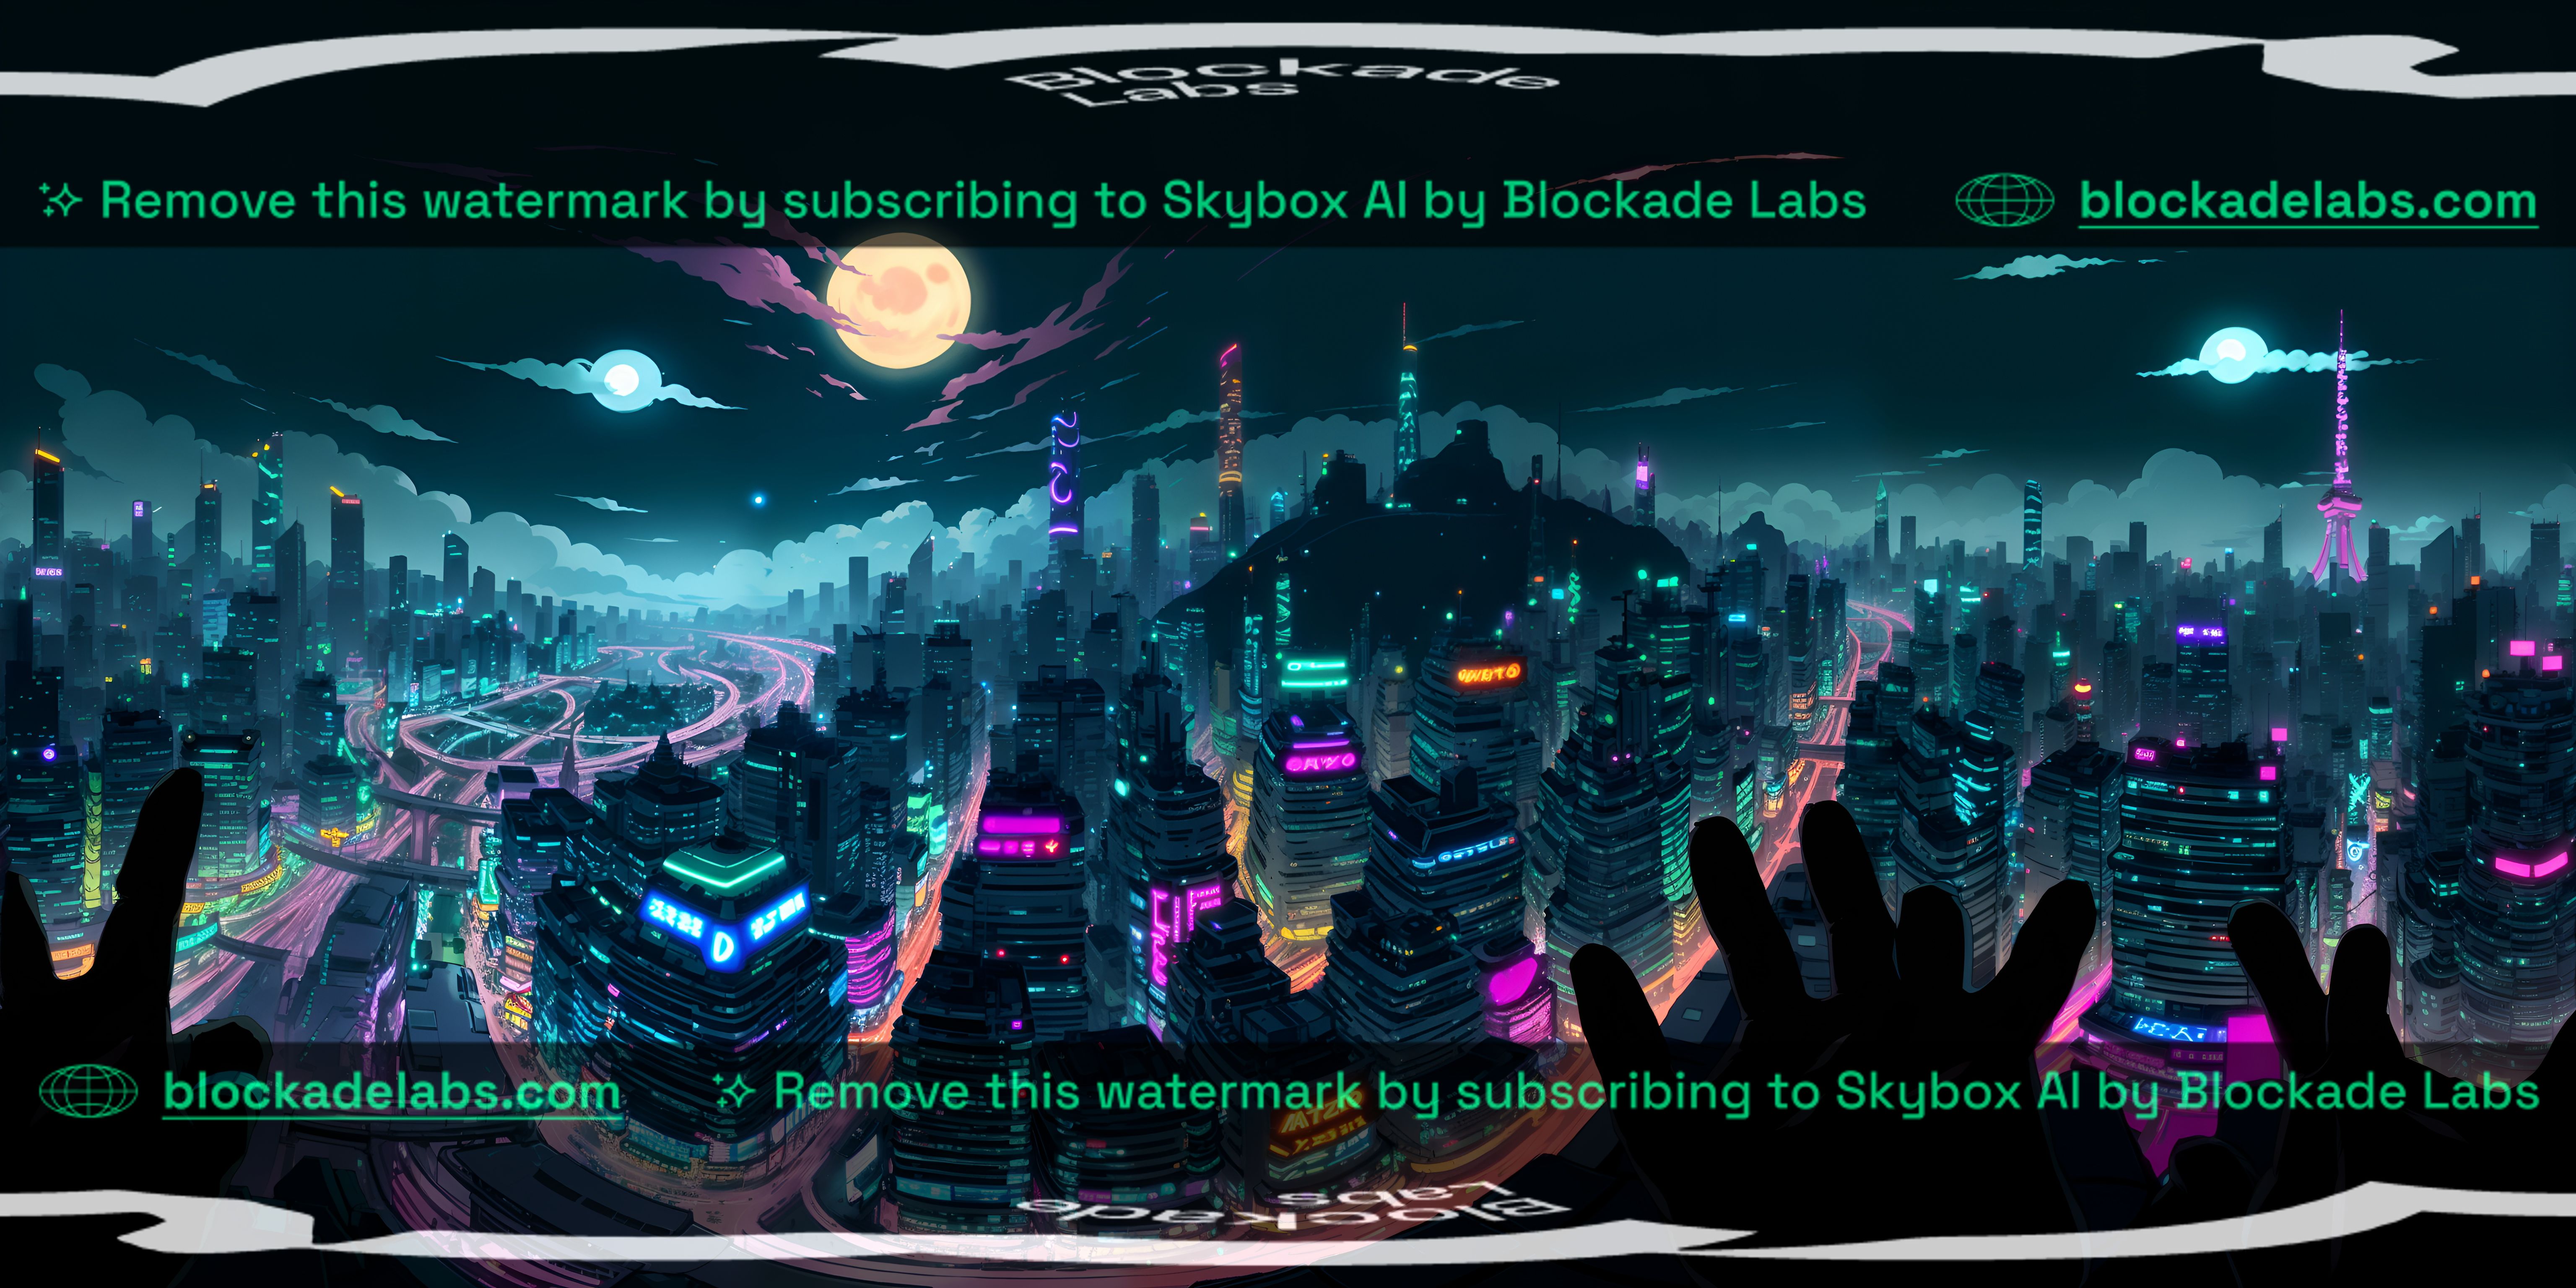 Blockade
Labs
Remove this watermark by subscribing to Skybox AI by Blockade Labs
blockadelabs.com
blockadelabs.com
Remove this watermark by subscribing to Skybox AI by Blockade Labs
Labs
Blockade